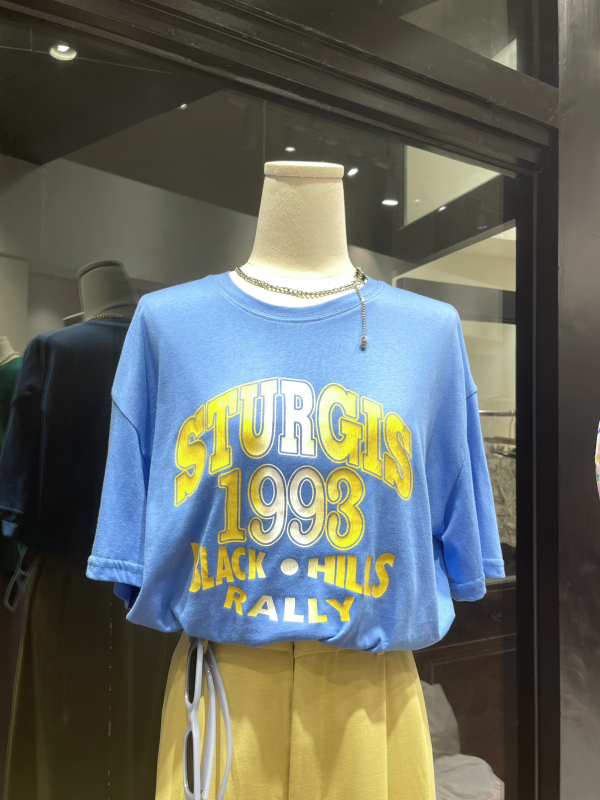 STURGIS
1993
BLACK • HILLS
RALLY